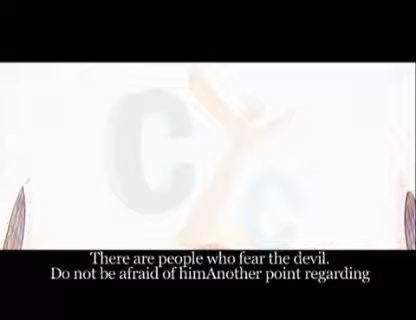 C
C
There are people who fear the devil.
Do not be afraid of himAnother point regarding